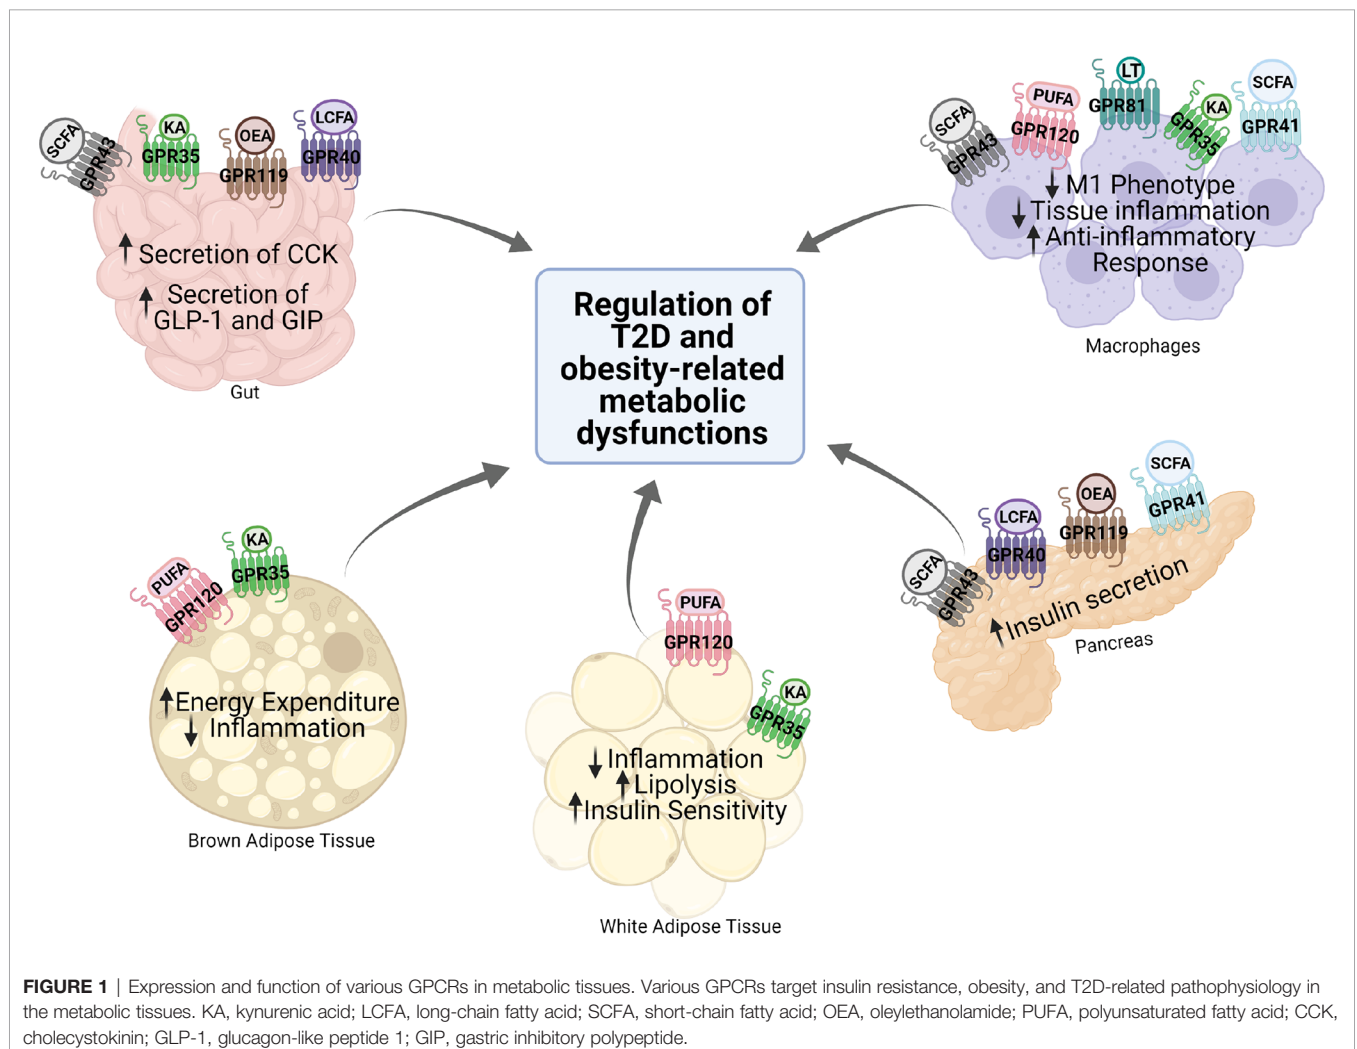 SCFA
GPR43
KA
GPR35
OEA
GPR119
LCFA
GPR40
Secretion of CCK
Secretion of
GLP-1 and GIP
Gut
SCFA
GPR43
PUFA
GPR120
LT
GPR81
KA
GPR35
SCFA
GPR41
M1 Phenotype
Tissue inflammation
Anti-inflammatory
Response
Macrophages
Regulation of
T2D and
obesity-related
metabolic
dysfunctions
PUFA
GPR120
KA
GPR35
Energy Expenditure
Inflammation
Brown Adipose Tissue
PUFA
GPR120
KA
GPR35
Inflammation
Lipolysis
Insulin Sensitivity
White Adipose Tissue
SCFA
GPR43
LCFA
GPR40
OEA
GPR119
SCFA
GPR41
Insulin secretion
Pancreas
FIGURE 1 | Expression and function of various GPCRs in metabolic tissues. Various GPCRs target insulin resistance, obesity, and T2D-related pathophysiology in
the metabolic tissues. KA, kynurenic acid; LCFA, long-chain fatty acid; SCFA, short-chain fatty acid; OEA, oleylethanolamide; PUFA, polyunsaturated fatty acid; CCK,
cholecystokinin; GLP-1, glucagon-like peptide 1; GIP, gastric inhibitory polypeptide.